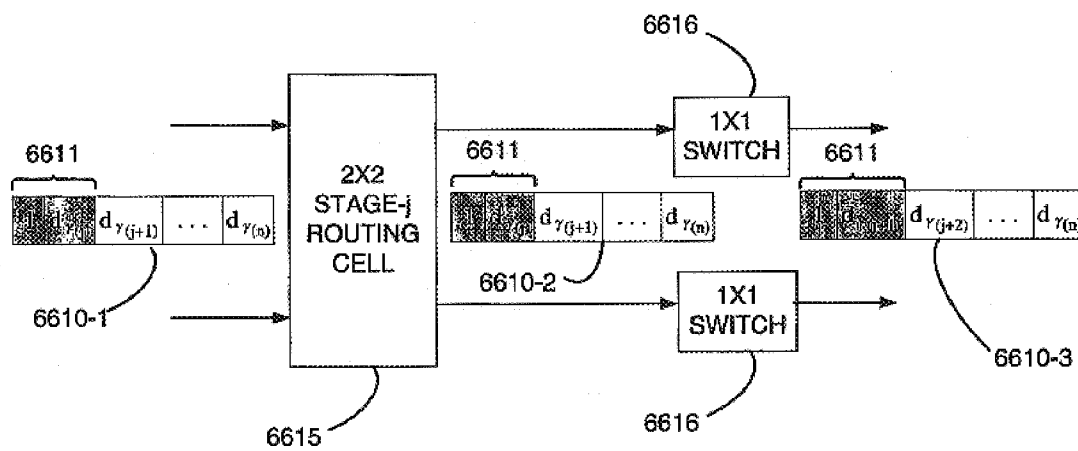 6616
1X1
SWITCH
6611
2X2
STAGE-j
ROUTING
CELL
6611
6611
1 d γ(j) d γ(j+1) ... d γ(n)
d γ(j+1) ... d γ(n)
d γ(j+2) ... d γ(n)
6610-1
6610-2
1X1
SWITCH
6610-3
6615
6616